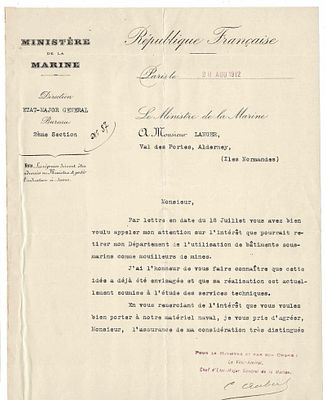 MINISTÈRE
DE LA
MARINE
Direction
ETAT-MAJOR GENERAL
Bureau
2ème Section
République Française
Paris le 20 AOU 1912
Le Ministre de la Marine
A Monsieur LANGER,
Val des Portes, Alderney,
(Iles Normandes)
Monsieur,
Par lettre en date du 18 Juillet vous avez bien
voulu appeler mon attention sur l'intérêt que pourrait re-
tirer mon Département de l'utilisation de bâtiments sous-
marins comme mouilleurs de mines.
J'ai l'honneur de vous faire connaître que cette
idée a déjà été envisagée et que sa réalisation est actuel-
lement soumise à l'étude des services techniques.
En vous remerciant de l'intérêt que vous voulez
bien porter à notre matériel naval, je vous prie d'agréer,
Monsieur, l'assurance de ma considération très distinguée
Pour le Ministre et par son ordre:
Le Vice-Amiral,
Chef d'Etat-Major Général de la Marine,